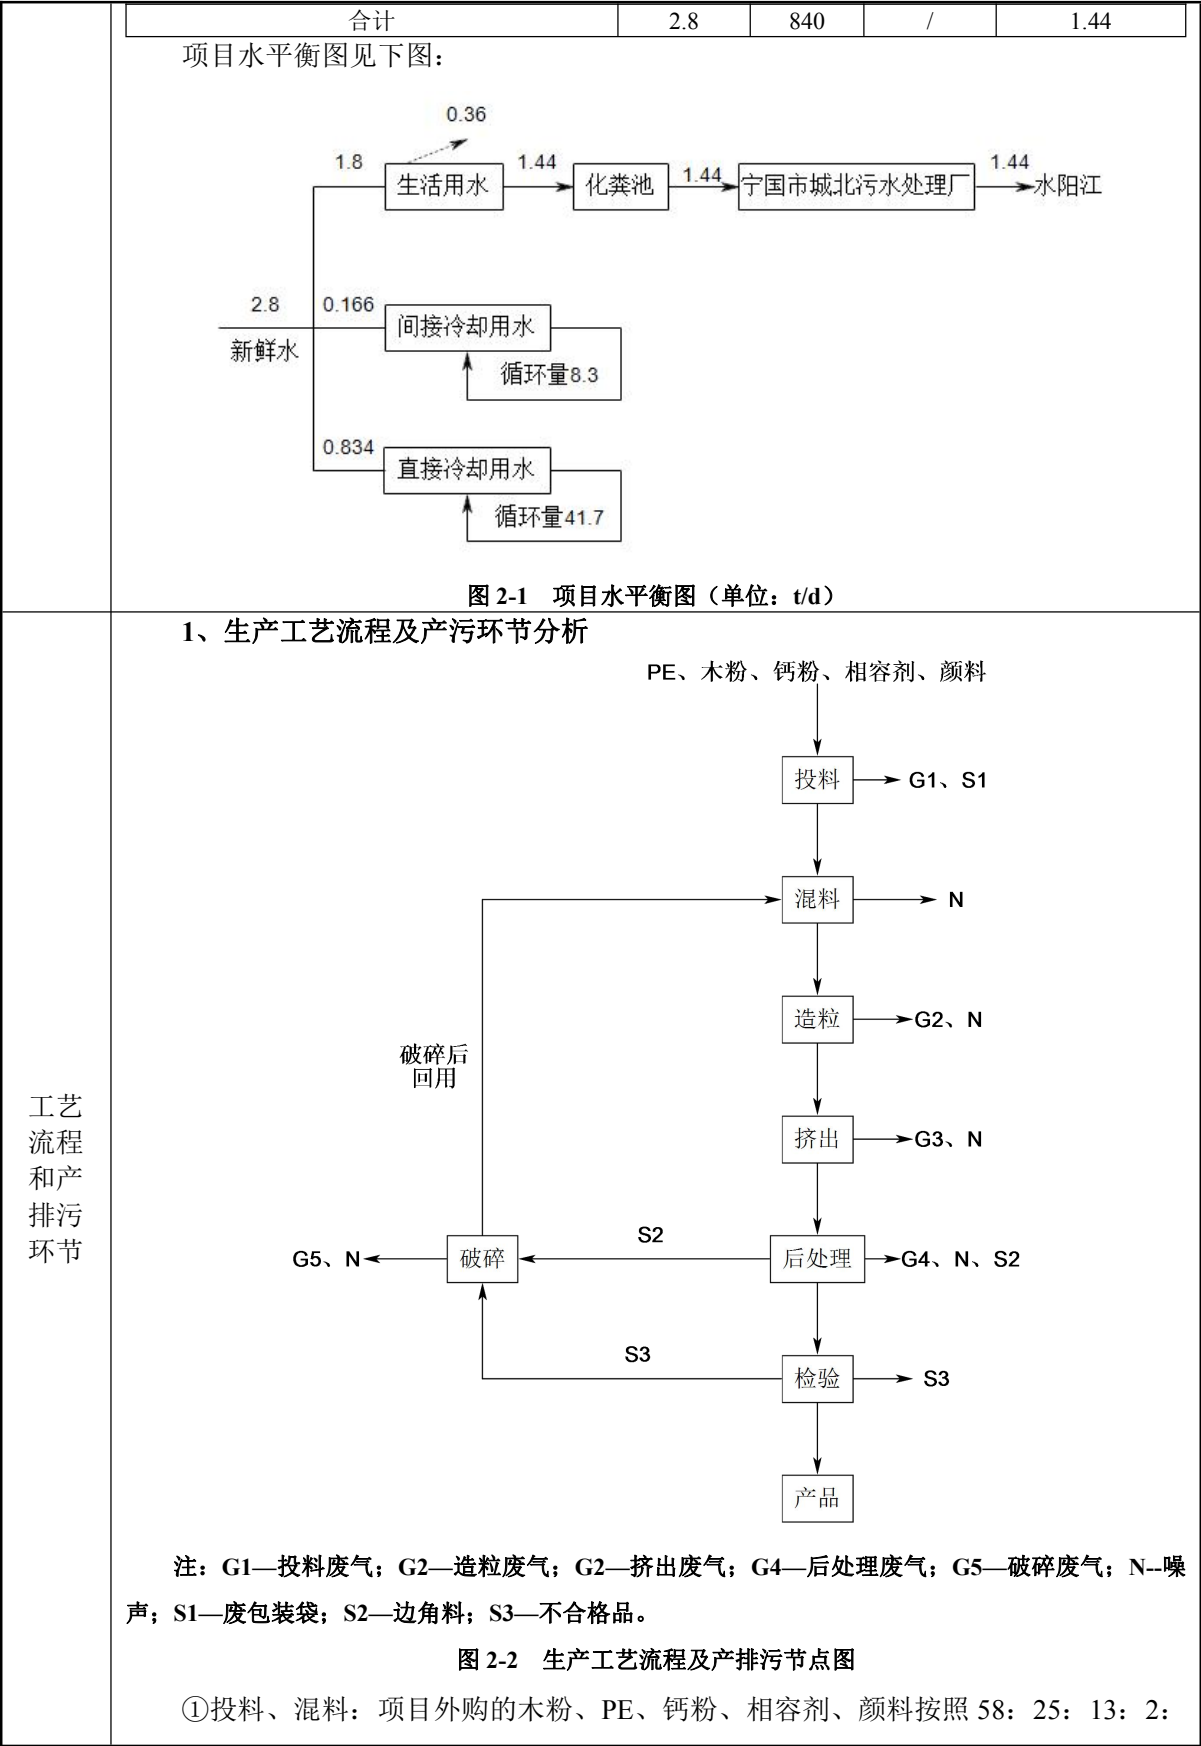 合计 2.8 840 / 1.44
项目水平衡图见下图：
0.36
1.8
生活用水
1.44
化粪池
1.44
宁国市城北污水处理厂
1.44
水阳江
2.8
新鲜水
0.166
间接冷却用水
循环量8.3
0.834
直接冷却用水
循环量41.7
图 2-1 项目水平衡图（单位：t/d）
工艺
流程
和产
排污
环节
1、生产工艺流程及产污环节分析
PE、木粉、钙粉、相容剂、颜料
投料
G1、S1
混料
N
造粒
G2、N
破碎后
回用
挤出
G3、N
G5、N
破碎
S2
后处理
G4、N、S2
S3
检验
S3
产品
注：G1—投料废气；G2—造粒废气；G2—挤出废气；G4—后处理废气；G5—破碎废气；N--噪
声；S1—废包装袋；S2—边角料；S3—不合格品。
图 2-2 生产工艺流程及产排污节点图
①投料、混料：项目外购的木粉、PE、钙粉、相容剂、颜料按照 58：25：13：2：